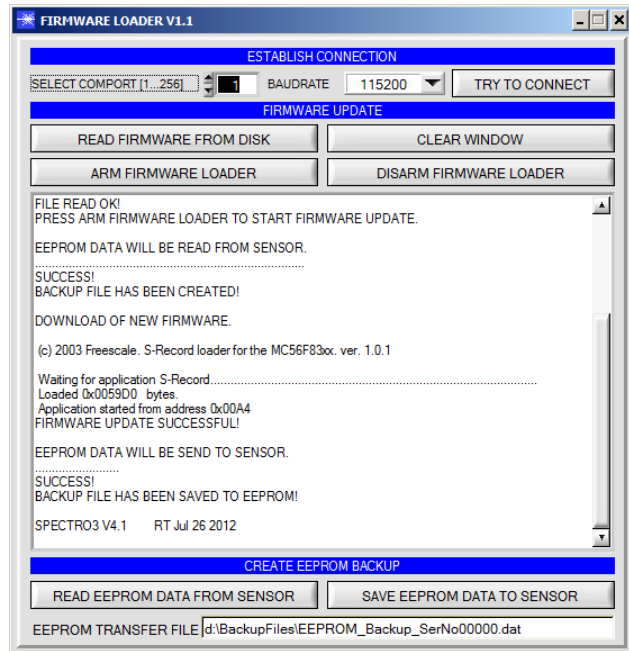 FIRMWARE LOADER V1.1
ESTABLISH CONNECTION
SELECT COMPORT [1...256] 1 BAUDRATE 115200 TRY TO CONNECT
FIRMWARE UPDATE
READ FIRMWARE FROM DISK CLEAR WINDOW
ARM FIRMWARE LOADER DISARM FIRMWARE LOADER
FILE READ OK!
PRESS ARM FIRMWARE LOADER TO START FIRMWARE UPDATE.
EEPROM DATA WILL BE READ FROM SENSOR.
................................................................................
SUCCESS!
BACKUP FILE HAS BEEN CREATED!
DOWNLOAD OF NEW FIRMWARE.
(c) 2003 Freescale. S-Record loader for the MC56F83xx. ver. 1.0.1
Waiting for application S-Record................................................................................................
Loaded 0x0059D0 bytes.
Application started from address 0x00A4
FIRMWARE UPDATE SUCCESSFUL!
EEPROM DATA WILL BE SEND TO SENSOR.
.........................
SUCCESS!
BACKUP FILE HAS BEEN SAVED TO EEPROM!
SPECTRO3 V4.1 RT Jul 26 2012
CREATE EEPROM BACKUP
READ EEPROM DATA FROM SENSOR SAVE EEPROM DATA TO SENSOR
EEPROM TRANSFER FILE d:\BackupFiles\EEPROM_Backup_SerNo00000.dat